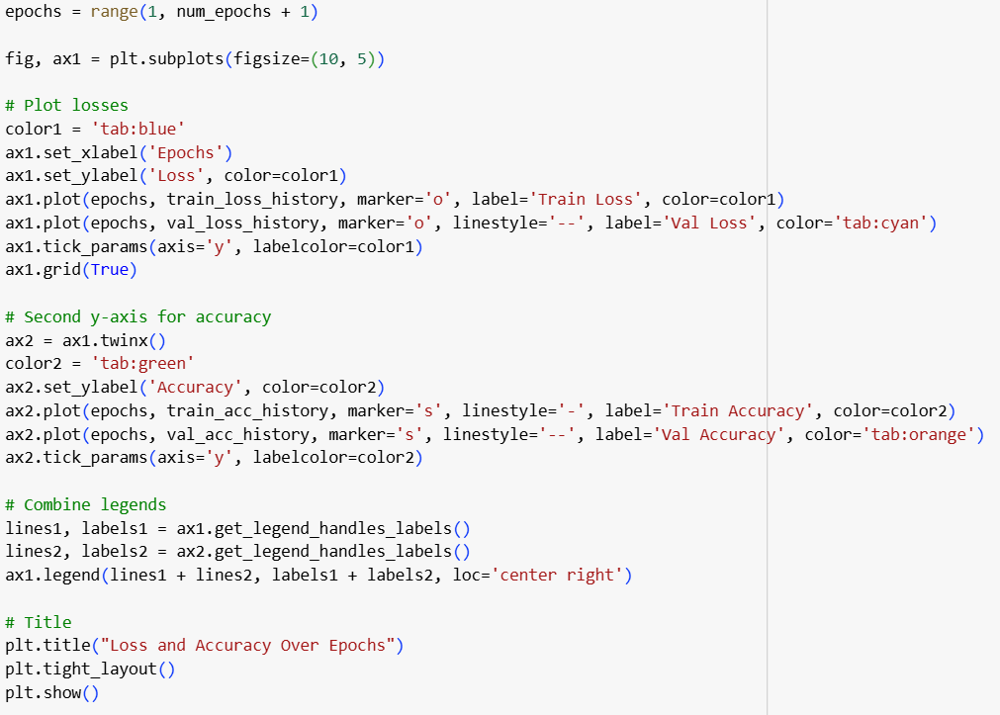 epochs = range(1, num_epochs + 1)
fig, ax1 = plt.subplots(figsize=(10, 5))
# Plot losses
color1 = 'tab:blue'
ax1.set_xlabel('Epochs')
ax1.set_ylabel('Loss', color=color1)
ax1.plot(epochs, train_loss_history, marker='o', label='Train Loss', color=color1)
ax1.plot(epochs, val_loss_history, marker='o', linestyle='--', label='Val Loss', color='tab:cyan')
ax1.tick_params(axis='y', labelcolor=color1)
ax1.grid(True)
# Second y-axis for accuracy
ax2 = ax1.twinx()
color2 = 'tab:green'
ax2.set_ylabel('Accuracy', color=color2)
ax2.plot(epochs, train_acc_history, marker='s', linestyle='-', label='Train Accuracy', color=color2)
ax2.plot(epochs, val_acc_history, marker='s', linestyle='--', label='Val Accuracy', color='tab:orange')
ax2.tick_params(axis='y', labelcolor=color2)
# Combine legends
lines1, labels1 = ax1.get_legend_handles_labels()
lines2, labels2 = ax2.get_legend_handles_labels()
ax1.legend(lines1 + lines2, labels1 + labels2, loc='center right')
# Title
plt.title("Loss and Accuracy Over Epochs")
plt.tight_layout()
plt.show()